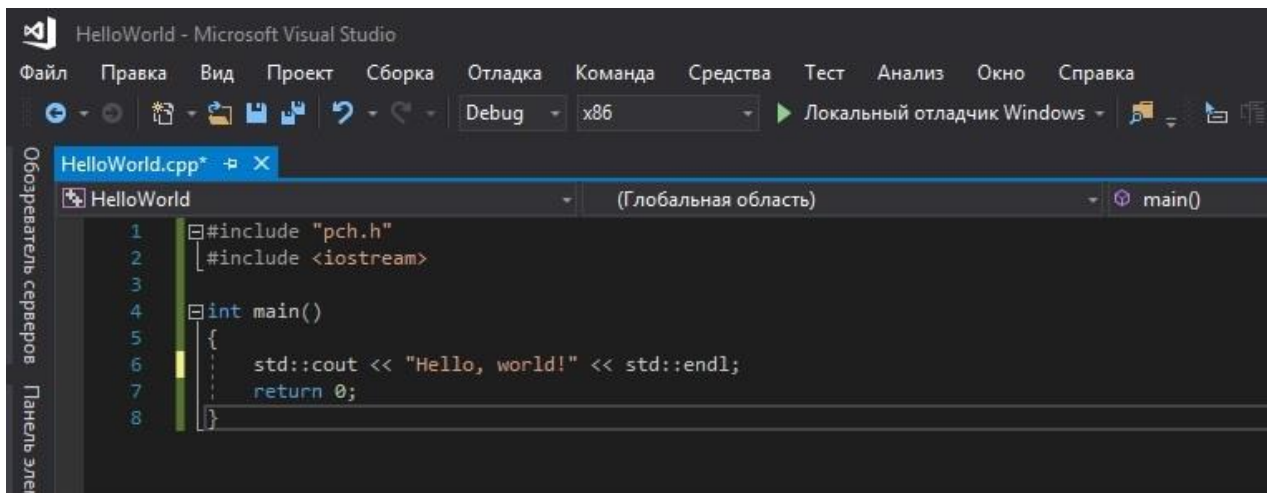 HelloWorld - Microsoft Visual Studio
Файл Правка Вид Проект Сборка Отладка Команда Средства Тест Анализ Окно Справка
Debug x86 Локальный отладчик Windows
Обозреватель серверов
Панель
HelloWorld.cpp*
HelloWorld (Глобальная область) main()
1 #include "pch.h"
2 #include <iostream>
3
4 int main()
5 {
6 std::cout << "Hello, world!" << std::endl;
7 return 0;
8 }